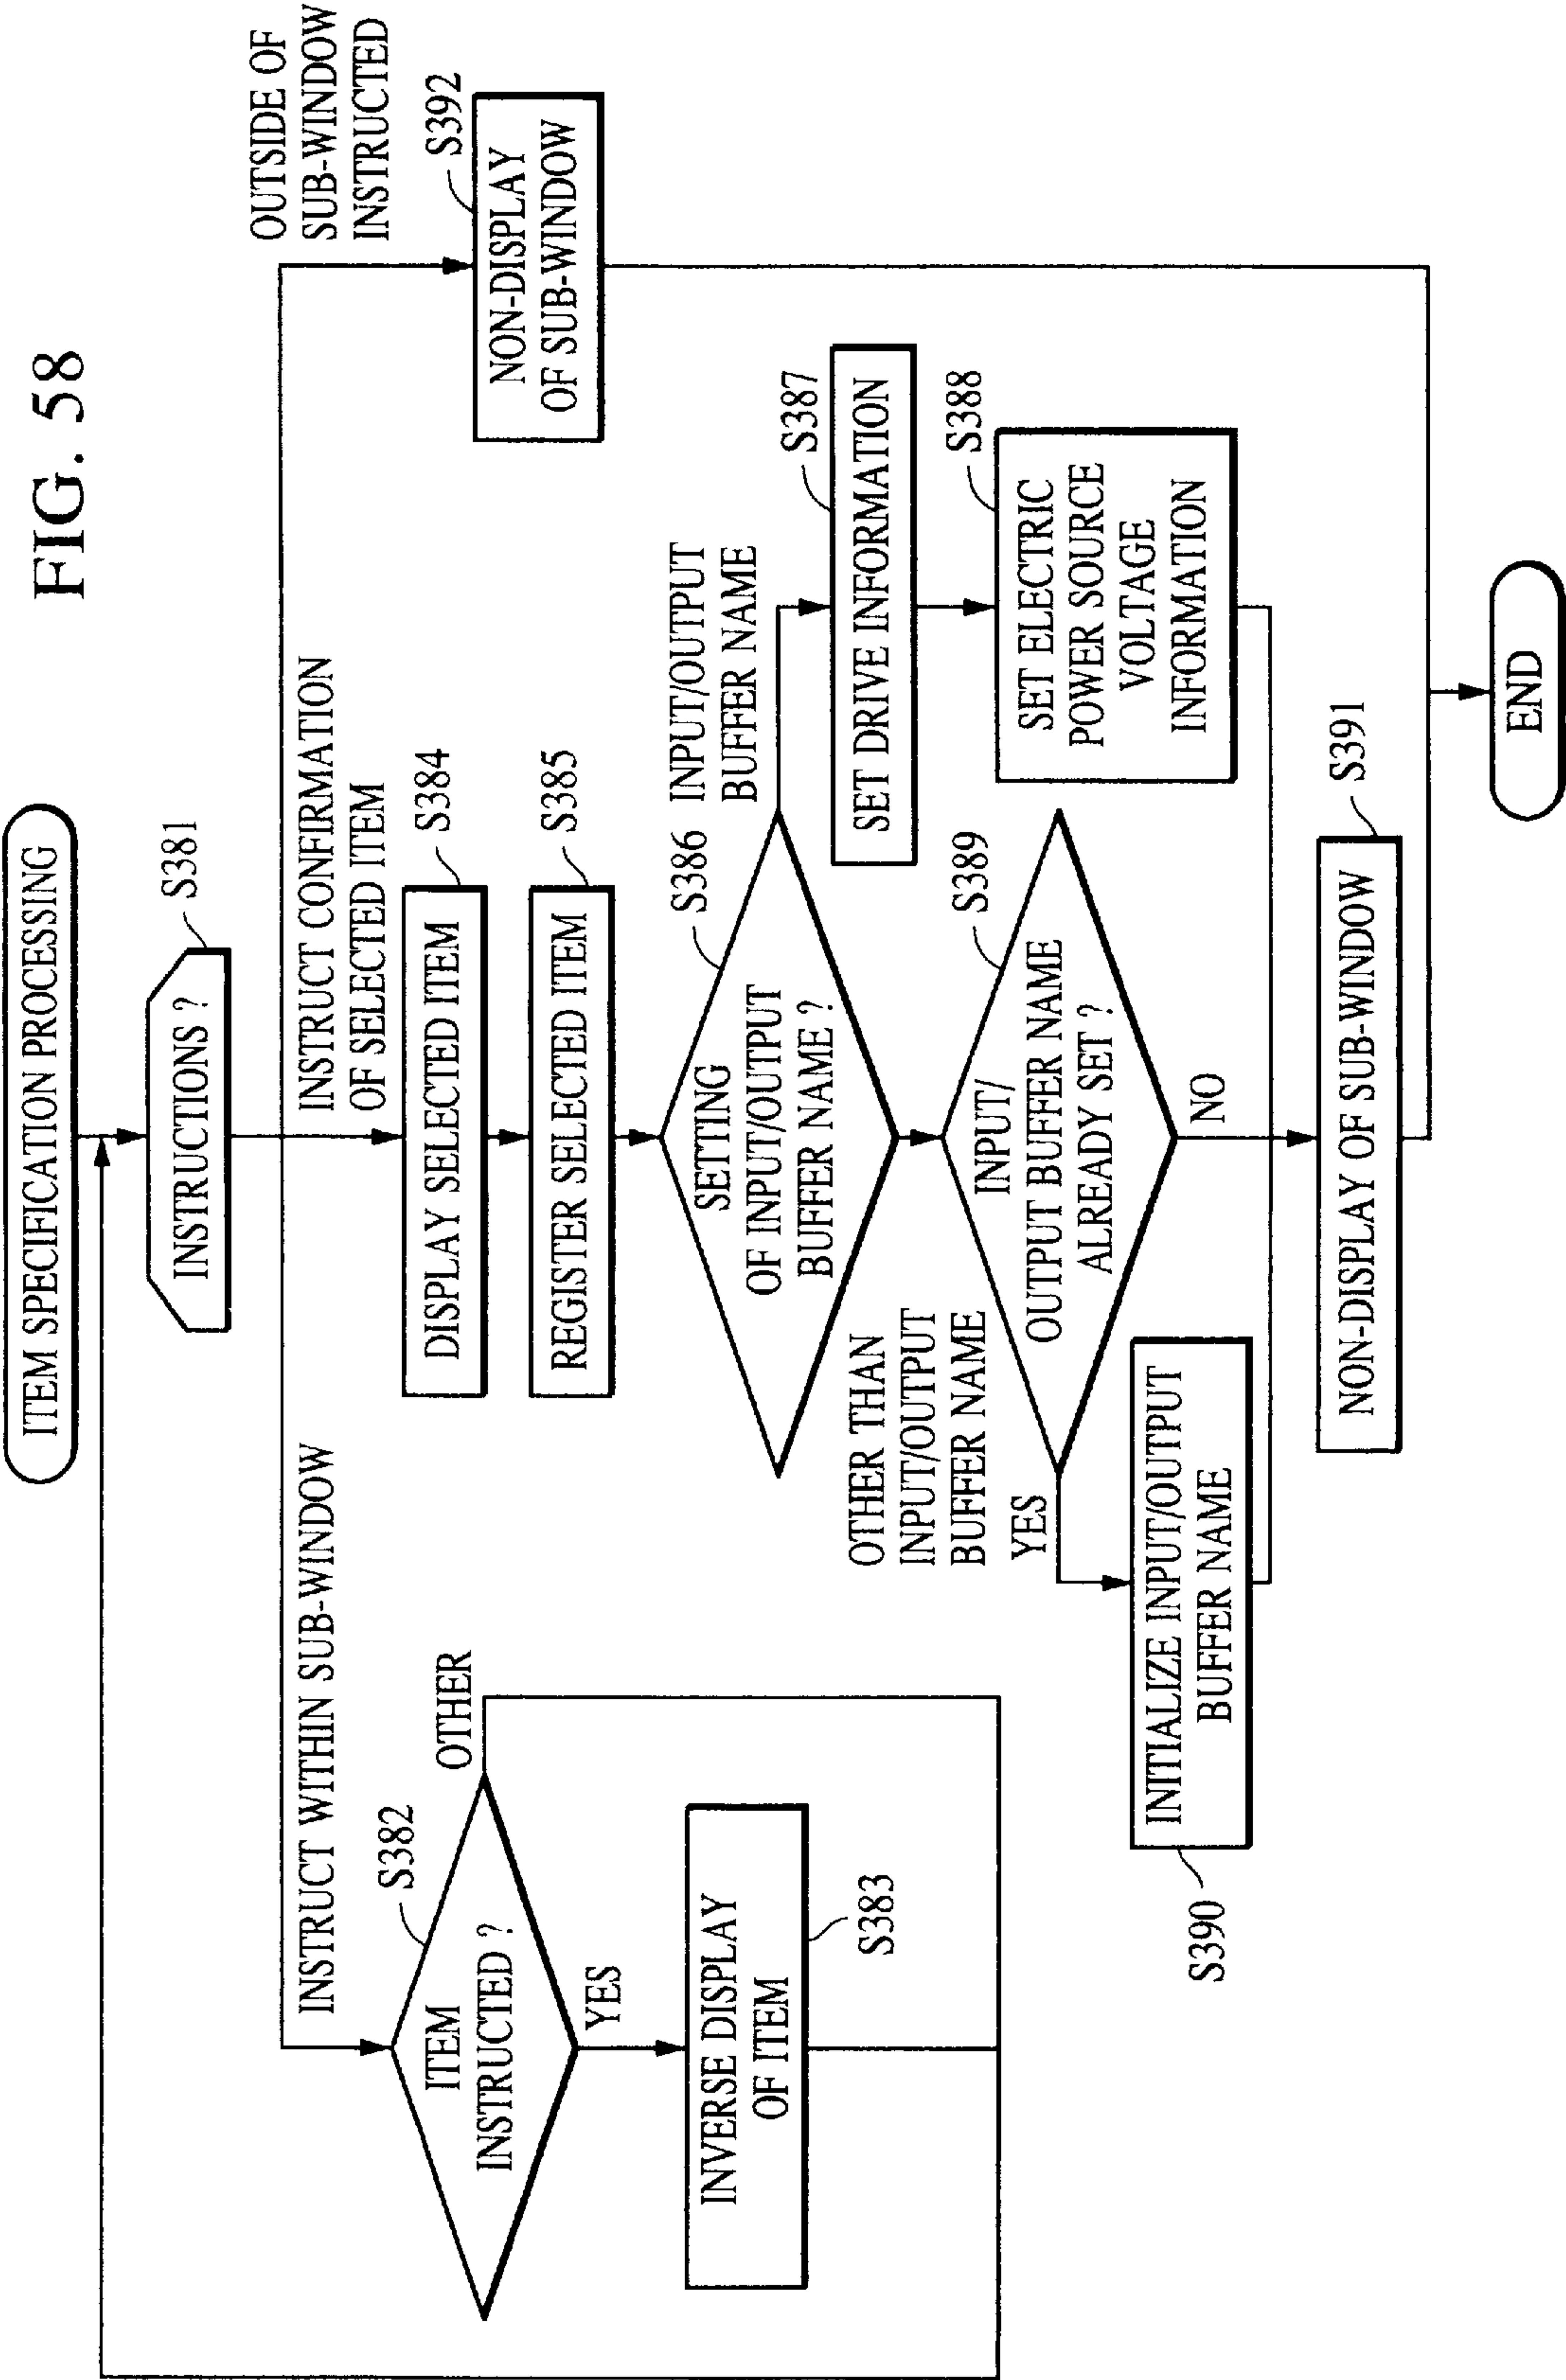 FIG. 58
ITEM SPECIFICATION PROCESSING
INSTRUCTIONS ?
S381
INSTRUCT WITHIN SUB-WINDOW
INSTRUCT CONFIRMATION
OF SELECTED ITEM
OUTSIDE OF
SUB-WINDOW
INSTRUCTED
S382
ITEM
INSTRUCTED ?
OTHER
YES
INVERSE DISPLAY
OF ITEM
S383
DISPLAY SELECTED ITEM
S384
REGISTER SELECTED ITEM
S385
SETTING
OF INPUT/OUTPUT
BUFFER NAME ?
S386
INPUT/OUTPUT
BUFFER NAME
SET DRIVE INFORMATION
S387
SET ELECTRIC
POWER SOURCE
VOLTAGE
INFORMATION
S388
OTHER THAN
INPUT/OUTPUT
BUFFER NAME
INPUT/
OUTPUT BUFFER NAME
ALREADY SET ?
S389
YES
NO
INITIALIZE INPUT/OUTPUT
BUFFER NAME
S390
NON-DISPLAY OF SUB-WINDOW
S391
NON-DISPLAY
OF SUB-WINDOW
S392
END